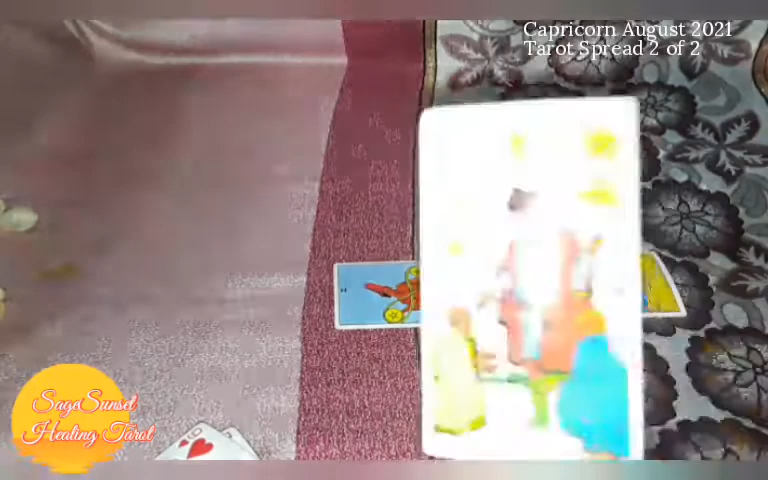 Capricorn August 2021
Tarot Spread 2 of 2
SageSunset
Healing Tarot